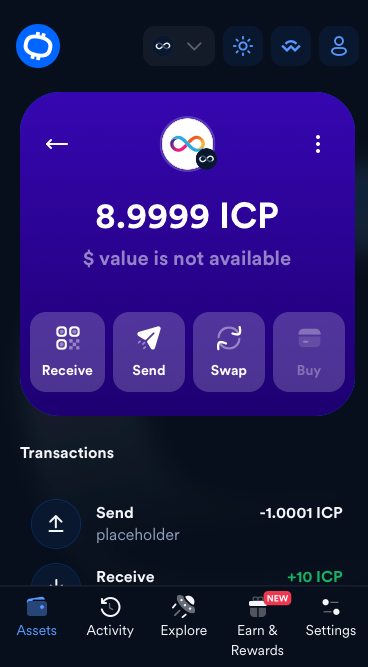 8.9999 ICP
$ value is not available
Receive Send Swap Buy
Transactions
Send -1.0001 ICP
placeholder
Receive +10 ICP
NEW
Assets Activity Explore Earn & Rewards Settings